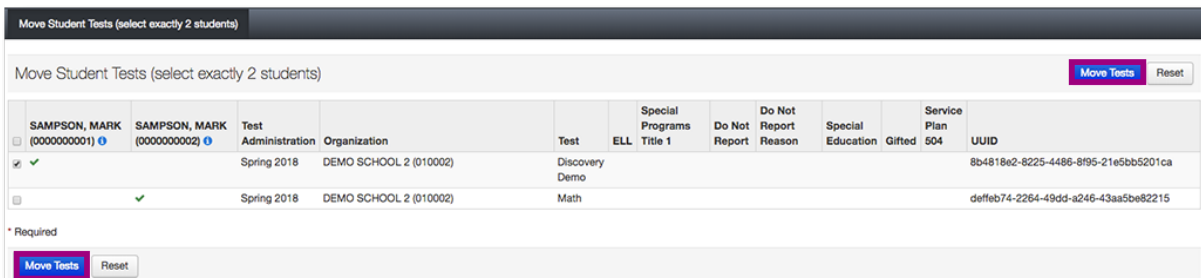 Move Student Tests (select exactly 2 students)
Move Student Tests (select exactly 2 students)
Move Tests Reset
SAMPSON, MARK (0000000001) SAMPSON, MARK (0000000002) Test Administration Organization Test ELL Special Programs Title 1 Do Not Report Do Not Report Reason Special Education Gifted Service Plan 504 UUID
Spring 2018 DEMO SCHOOL 2 (010002) Discovery Demo 8b4818e2-8225-4486-8f95-21e5bb5201ca
Spring 2018 DEMO SCHOOL 2 (010002) Math deffeb74-2264-49dd-a246-43aa5be82215
* Required
Move Tests Reset